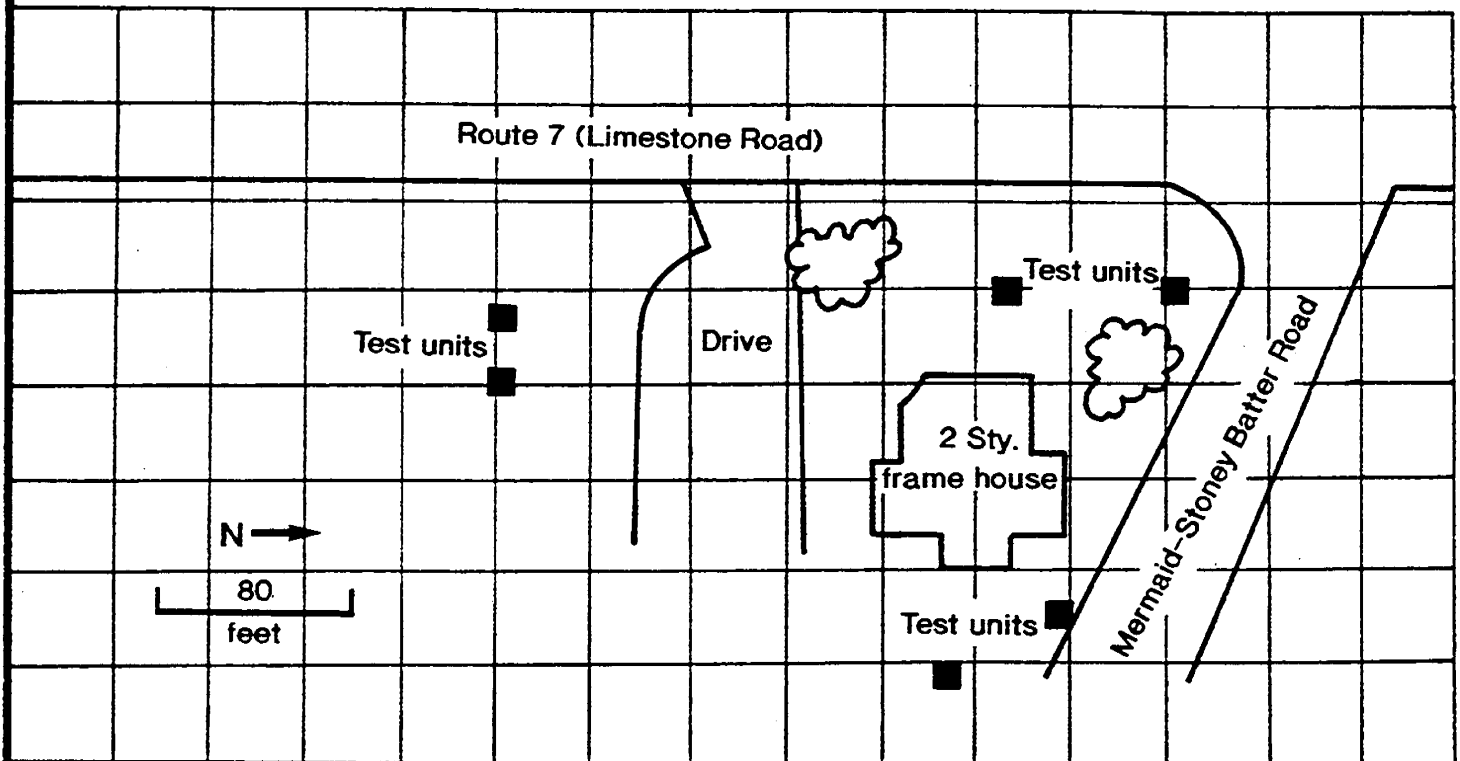 Route 7 (Limestone Road)
Test units
Test units
Drive
2 Sty.
frame house
Mermaid-Stoney Batter Road
N
80
feet
Test units